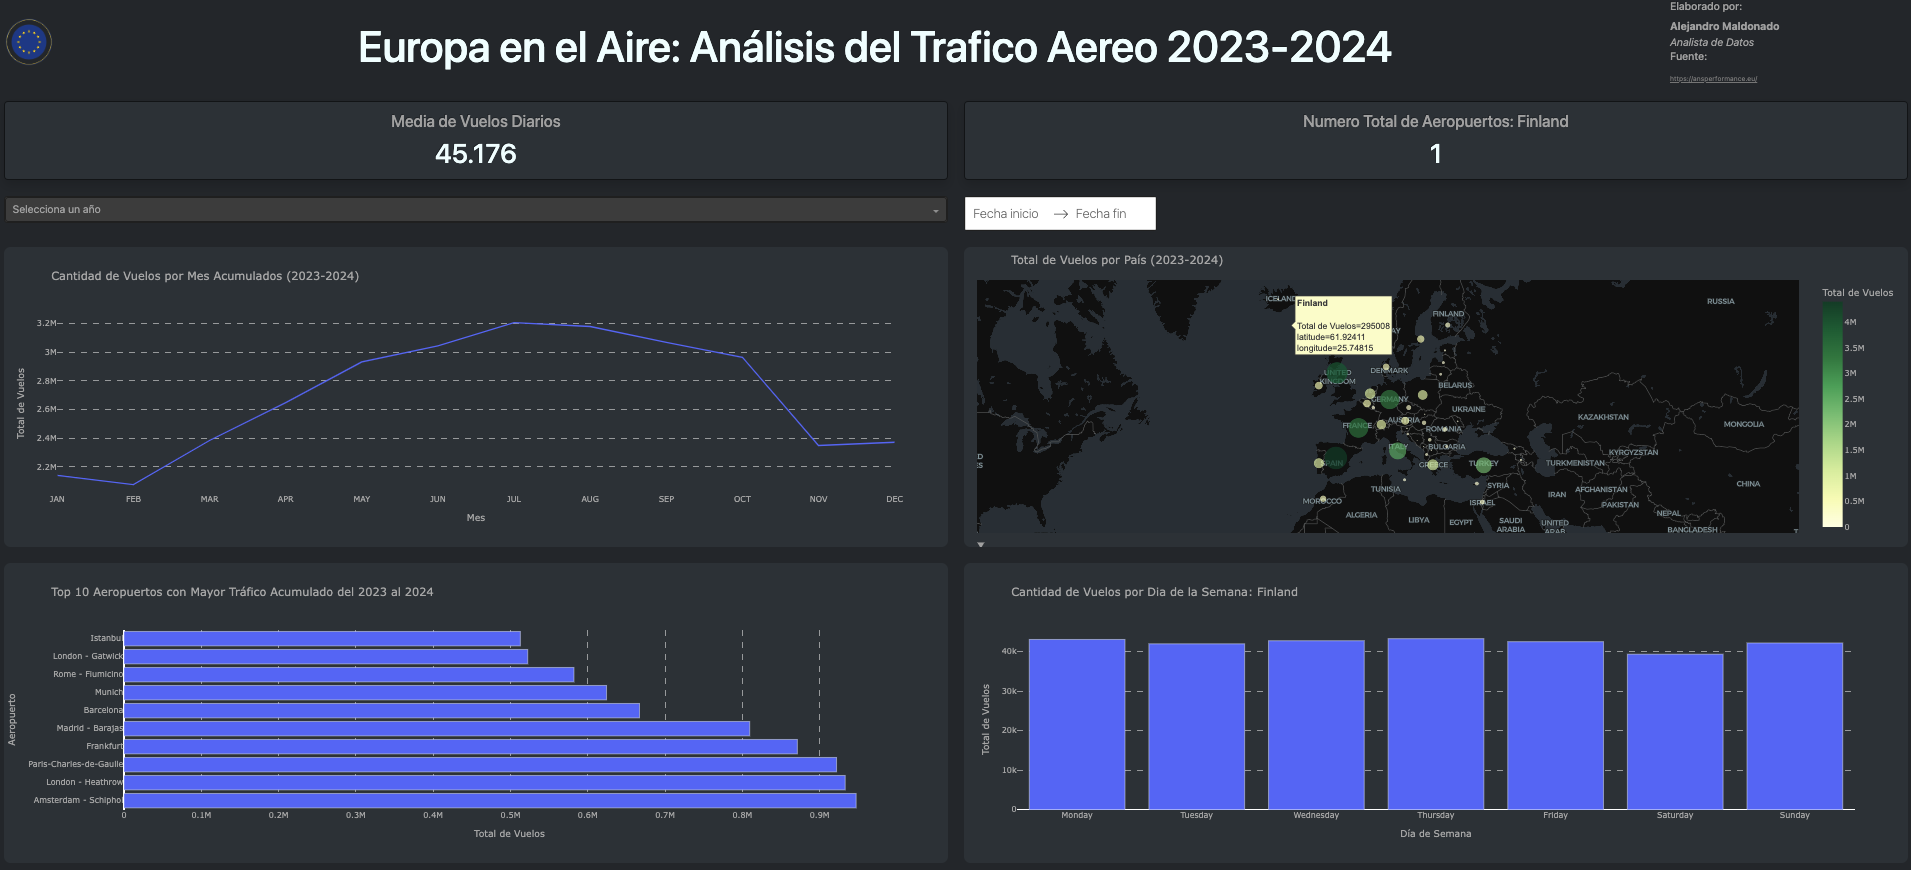 Europa en el Aire: Análisis del Trafico Aereo 2023-2024
Elaborado por:
Alejandro Maldonado
Analista de Datos
Fuente:
https://ansperformance.eu/
Media de Vuelos Diarios
45.176
Numero Total de Aeropuertos: Finland
1
Selecciona un año
Fecha inicio → Fecha fin
Cantidad de Vuelos por Mes Acumulados (2023-2024)
3.2M
3M
2.8M
2.6M
2.4M
2.2M
Total de Vuelos
JAN FEB MAR APR MAY JUN JUL AUG SEP OCT NOV DEC
Mes
Total de Vuelos por País (2023-2024)
ICELAND
Finland
Total de Vuelos=295008
latitude=61.92411
longitude=25.74815
AY
FINLAND
RUSSIA
UNITED
KINGDOM
DENMARK
BELARUS
GERMANY
UKRAINE
KAZAKHSTAN
MONGOLIA
FRANCE
AUSTRIA
ROMANIA
ITALY
BULGARIA
KYRGYZSTAN
D
ES
SPAIN
GREECE
TURKEY
TURKMENISTAN
CHINA
TUNISIA
SYRIA
IRAN
AFGHANISTAN
MOROCCO
ISRAEL
PAKISTAN
ALGERIA
LIBYA
EGYPT
SAUDI
ARABIA
UNITED
ARAB
NEPAL
BANGLADESH
Total de Vuelos
4M
3.5M
3M
2.5M
2M
1.5M
1M
0.5M
0
Top 10 Aeropuertos con Mayor Tráfico Acumulado del 2023 al 2024
Aeropuerto
Istanbul
London - Gatwick
Rome - Fiumicino
Munich
Barcelona
Madrid - Barajas
Frankfurt
Paris-Charles-de-Gaulle
London - Heathrow
Amsterdam - Schiphol
0 0.1M 0.2M 0.3M 0.4M 0.5M 0.6M 0.7M 0.8M 0.9M
Total de Vuelos
Cantidad de Vuelos por Dia de la Semana: Finland
40k
30k
20k
10k
0
Total de Vuelos
Monday Tuesday Wednesday Thursday Friday Saturday Sunday
Día de Semana